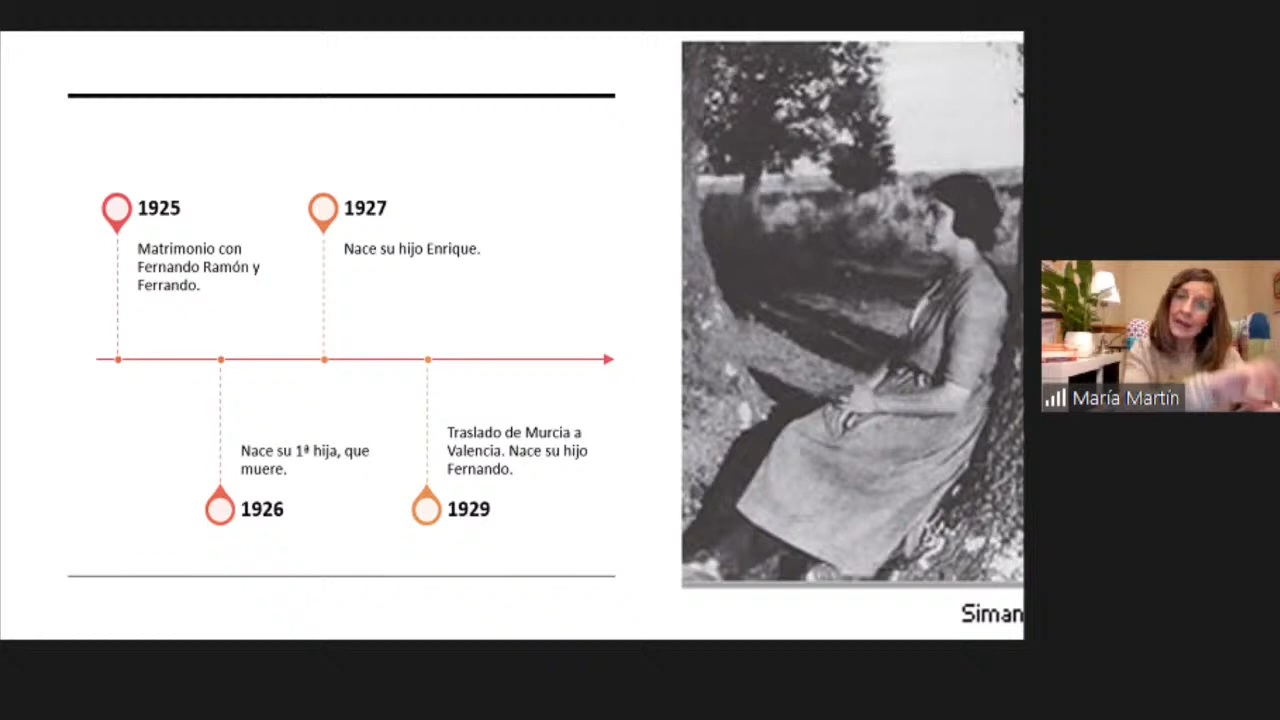 1925
Matrimonio con
Fernando Ramón y
Ferrando.
1927
Nace su hijo Enrique.
Nace su 1ª hija, que
muere.
1926
Traslado de Murcia a
Valencia. Nace su hijo
Fernando.
1929
Siman
María Martín